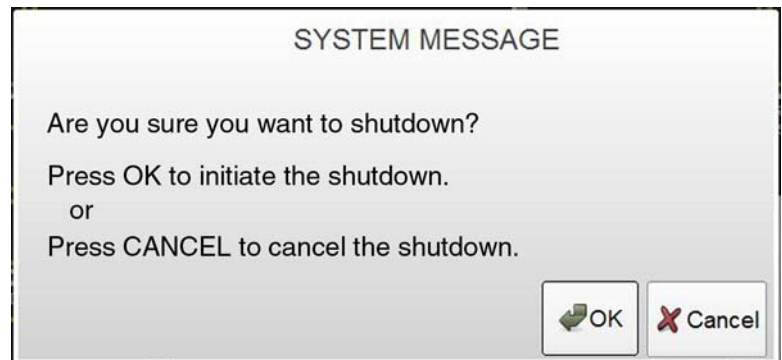 SYSTEM MESSAGE
Are you sure you want to shutdown?
Press OK to initiate the shutdown.
or
Press CANCEL to cancel the shutdown.
OK Cancel